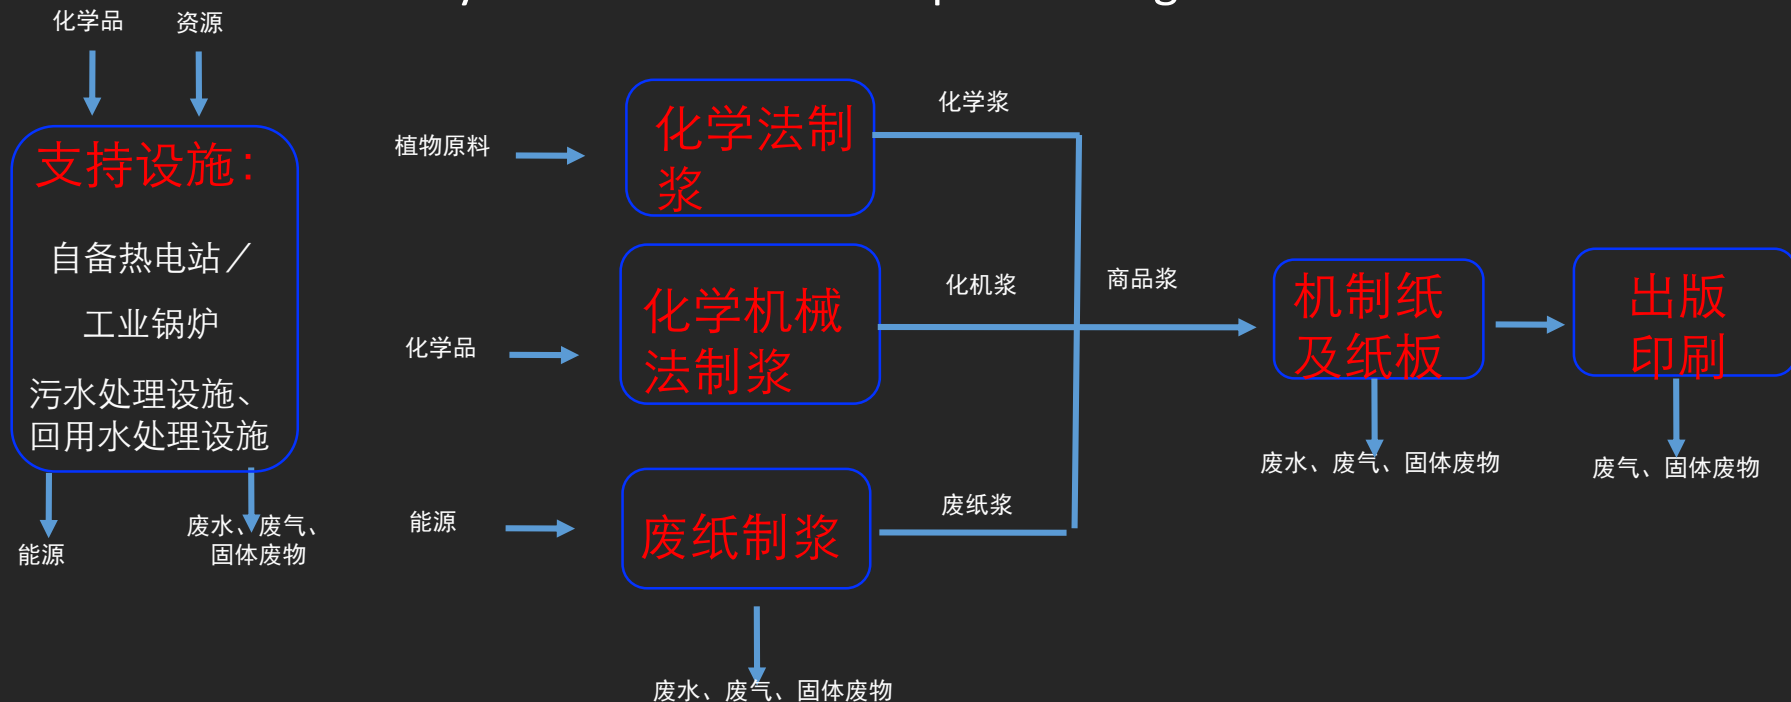 化学品
资源
支持设施：
自备热电站／
工业锅炉
污水处理设施、
回用水处理设施
能源
废水、废气、
固体废物
植物原料
化学品
能源
化学法制
浆
化学机械
法制浆
废纸制浆
废水、废气、固体废物
化学浆
化机浆
废纸浆
商品浆
机制纸
及纸板
废水、废气、固体废物
出版
印刷
废气、固体废物